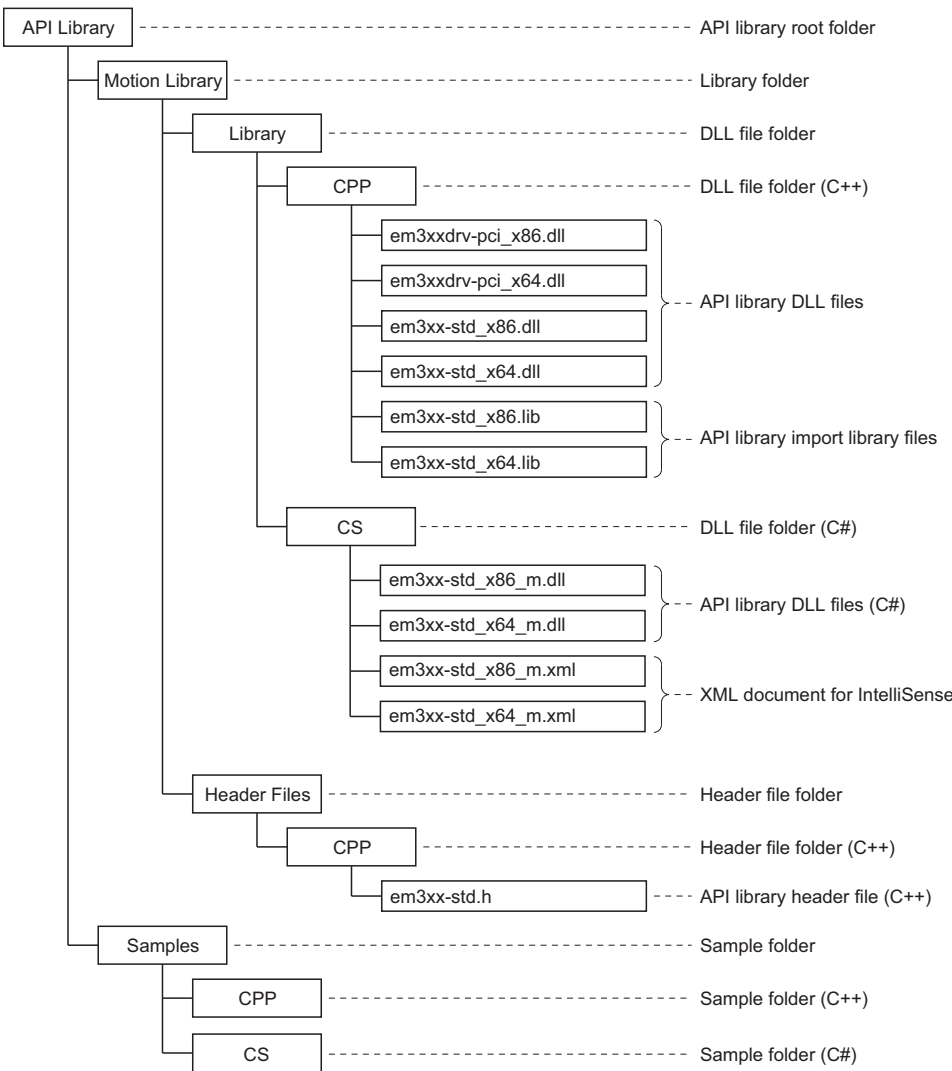 API Library API library root folder
Motion Library Library folder
Library DLL file folder
CPP DLL file folder (C++)
em3xxdrv-pci_x86.dll
em3xxdrv-pci_x64.dll
API library DLL files
em3xx-std_x86.dll
em3xx-std_x64.dll
em3xx-std_x86.lib
API library import library files
em3xx-std_x64.lib
CS DLL file folder (C#)
em3xx-std_x86_m.dll
API library DLL files (C#)
em3xx-std_x64_m.dll
em3xx-std_x86_m.xml
XML document for IntelliSense
em3xx-std_x64_m.xml
Header Files Header file folder
CPP Header file folder (C++)
em3xx-std.h API library header file (C++)
Samples Sample folder
CPP Sample folder (C++)
CS Sample folder (C#)